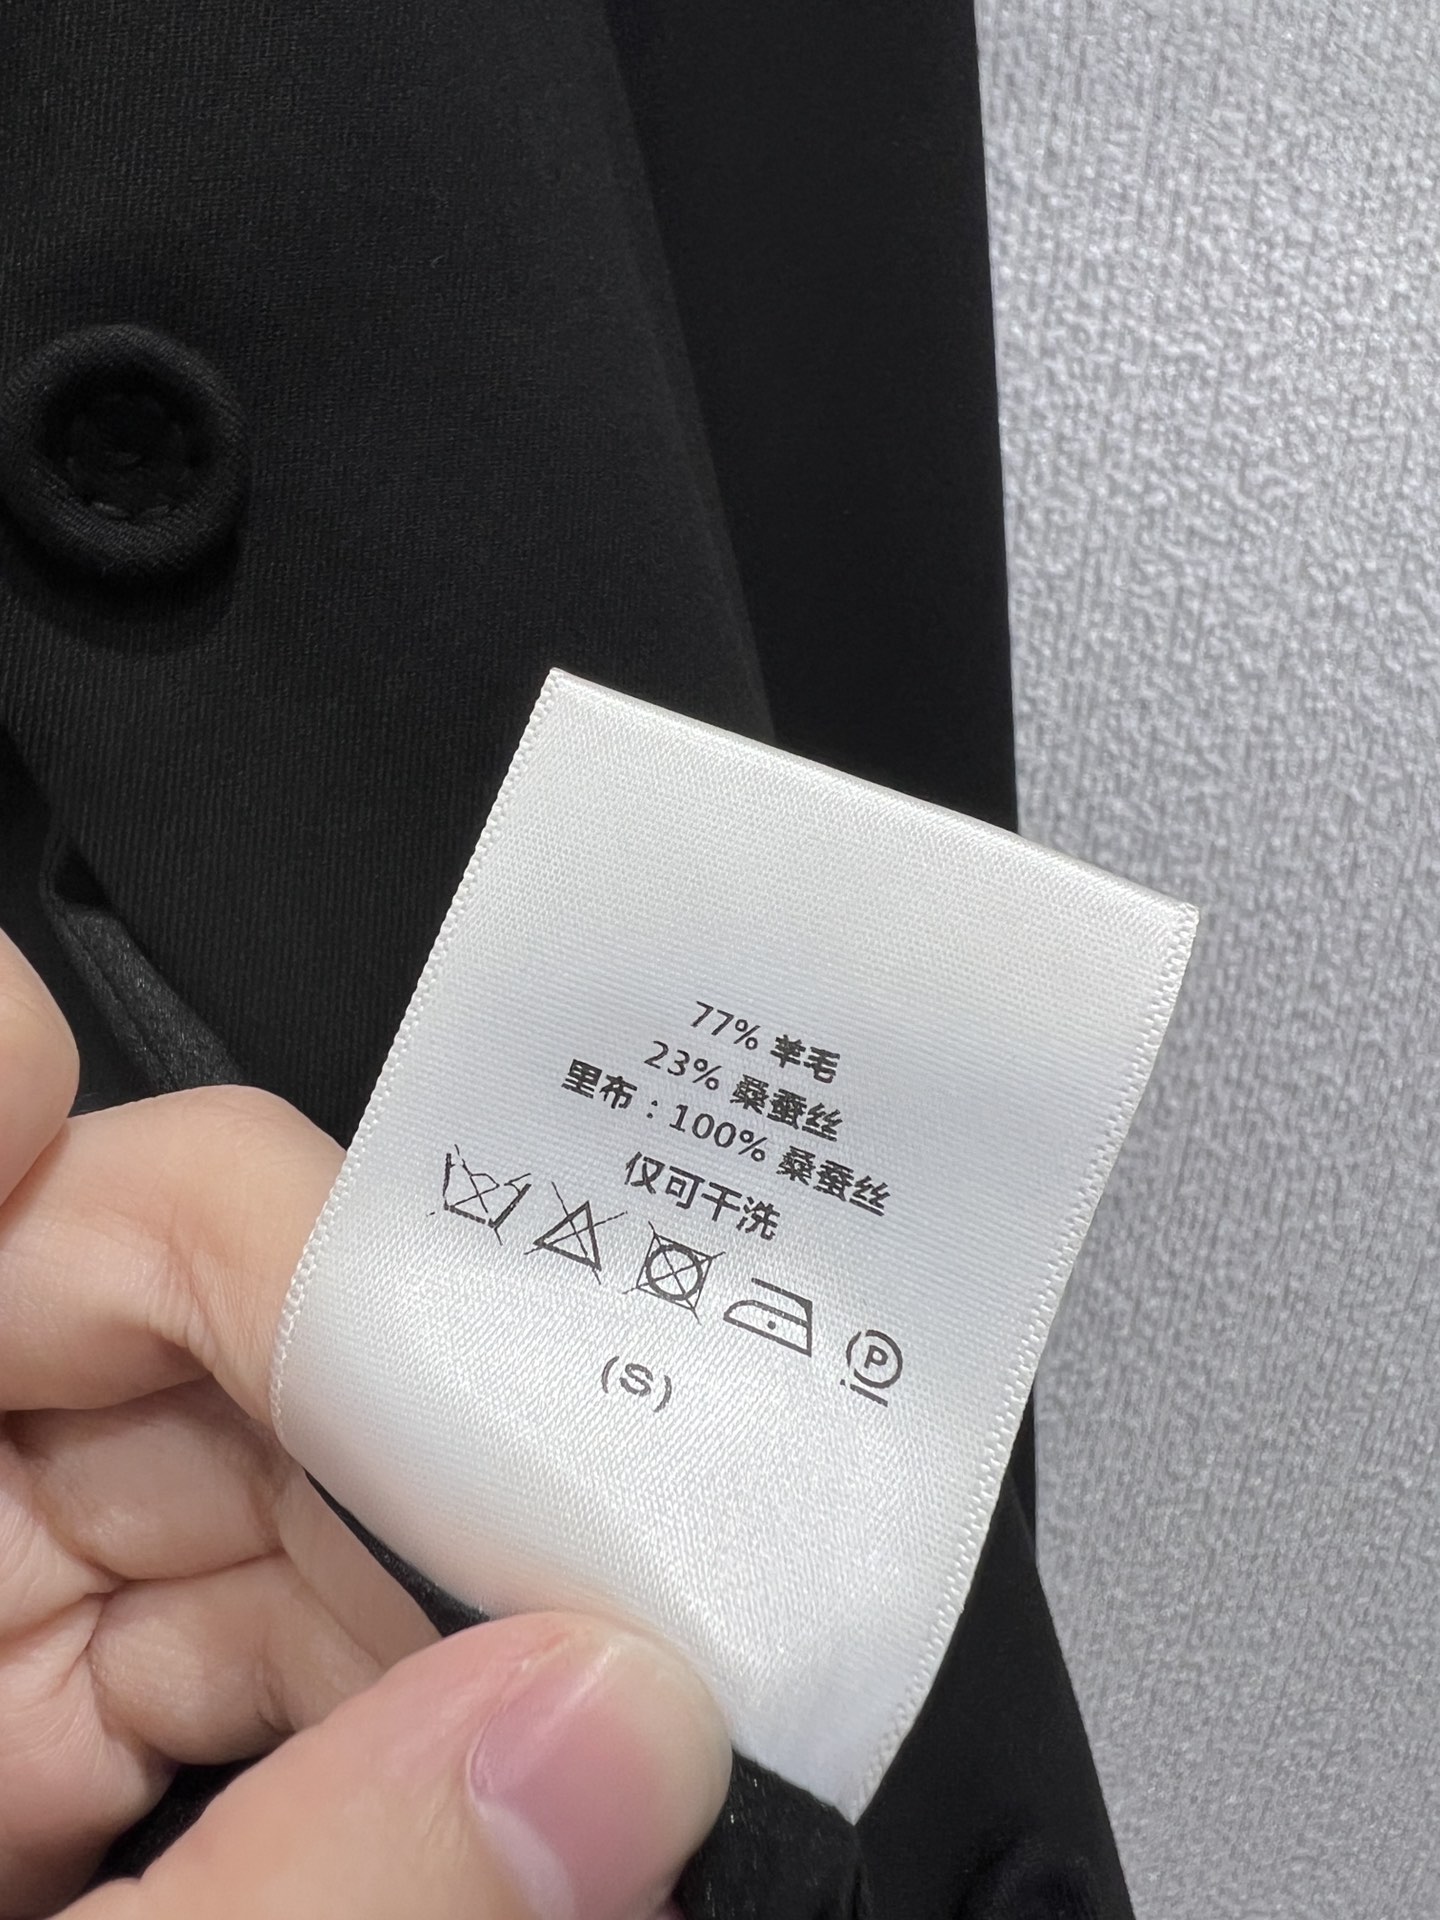 77% 羊毛
23% 桑蚕丝
里布：100% 桑蚕丝
仅可干洗
P
(S)